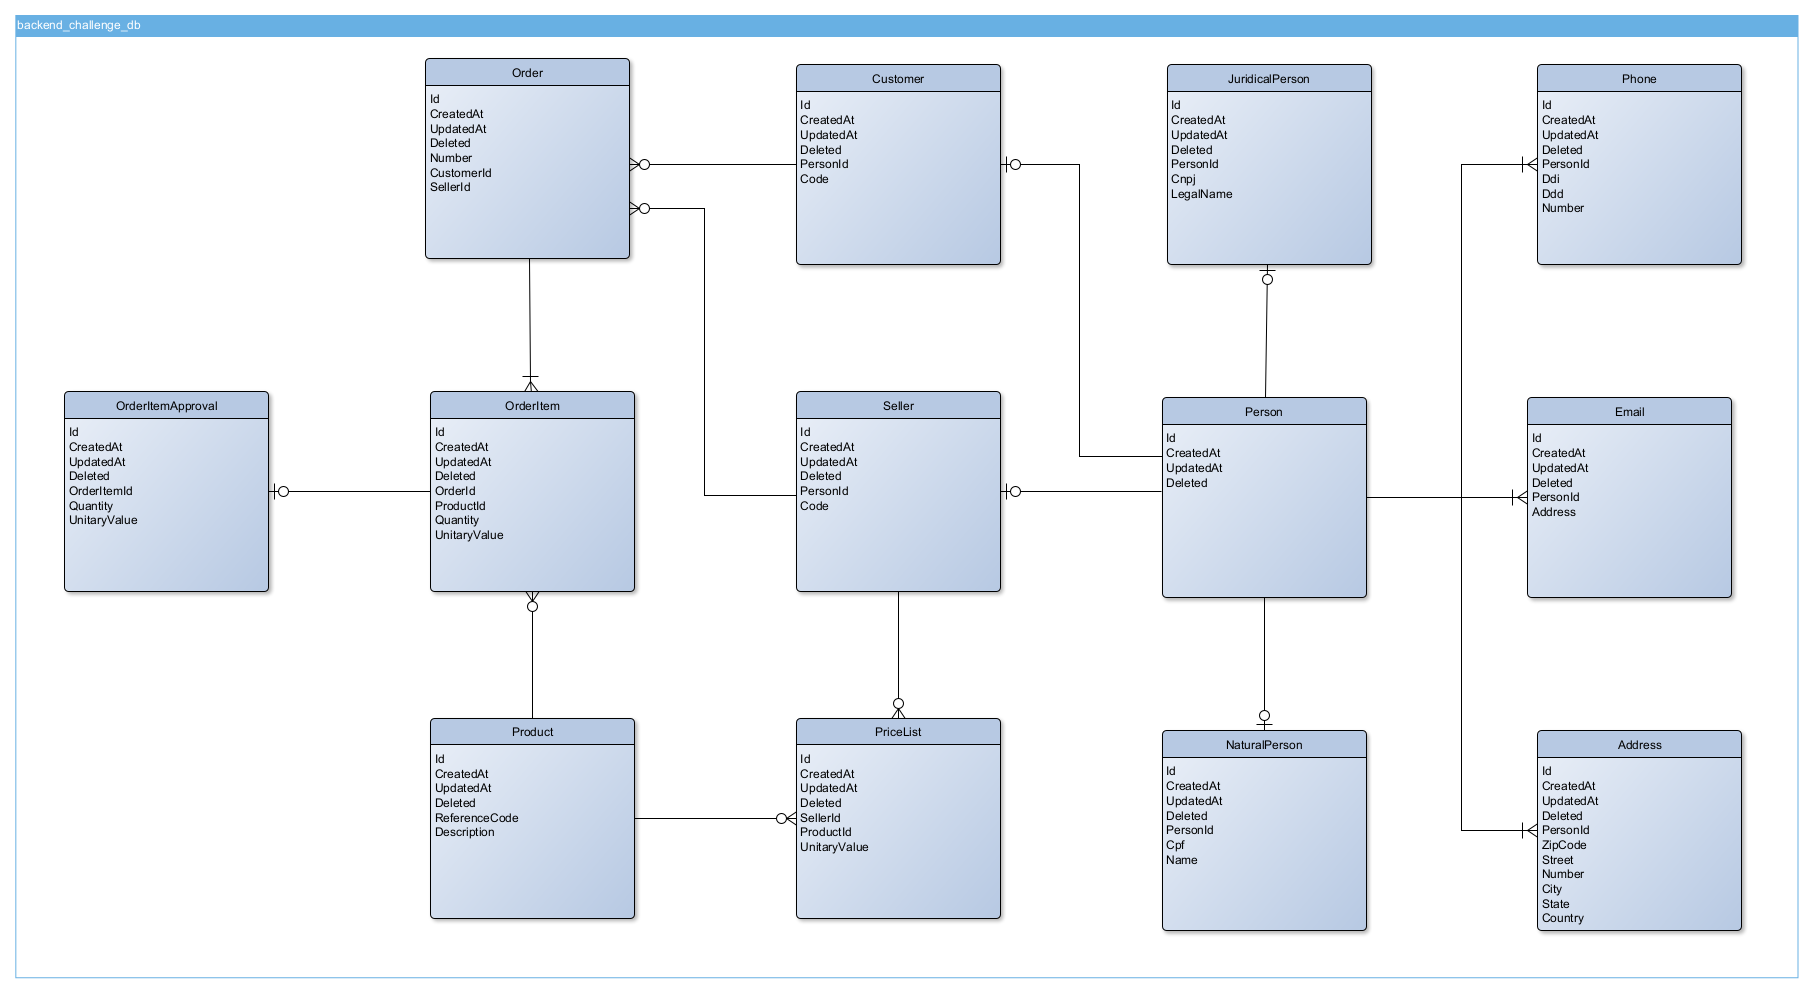 backend_challenge_db
Order
Id
CreatedAt
UpdatedAt
Deleted
Number
CustomerId
SellerId
Customer
Id
CreatedAt
UpdatedAt
Deleted
PersonId
Code
JuridicalPerson
Id
CreatedAt
UpdatedAt
Deleted
PersonId
Cnpj
LegalName
Phone
Id
CreatedAt
UpdatedAt
Deleted
PersonId
Ddi
Ddd
Number
OrderItemApproval
Id
CreatedAt
UpdatedAt
Deleted
OrderItemId
Quantity
UnitaryValue
OrderItem
Id
CreatedAt
UpdatedAt
Deleted
OrderId
ProductId
Quantity
UnitaryValue
Seller
Id
CreatedAt
UpdatedAt
Deleted
PersonId
Code
Person
Id
CreatedAt
UpdatedAt
Deleted
Email
Id
CreatedAt
UpdatedAt
Deleted
PersonId
Address
Product
Id
CreatedAt
UpdatedAt
Deleted
ReferenceCode
Description
PriceList
Id
CreatedAt
UpdatedAt
Deleted
SellerId
ProductId
UnitaryValue
NaturalPerson
Id
CreatedAt
UpdatedAt
Deleted
PersonId
Cpf
Name
Address
Id
CreatedAt
UpdatedAt
Deleted
PersonId
ZipCode
Street
Number
City
State
Country